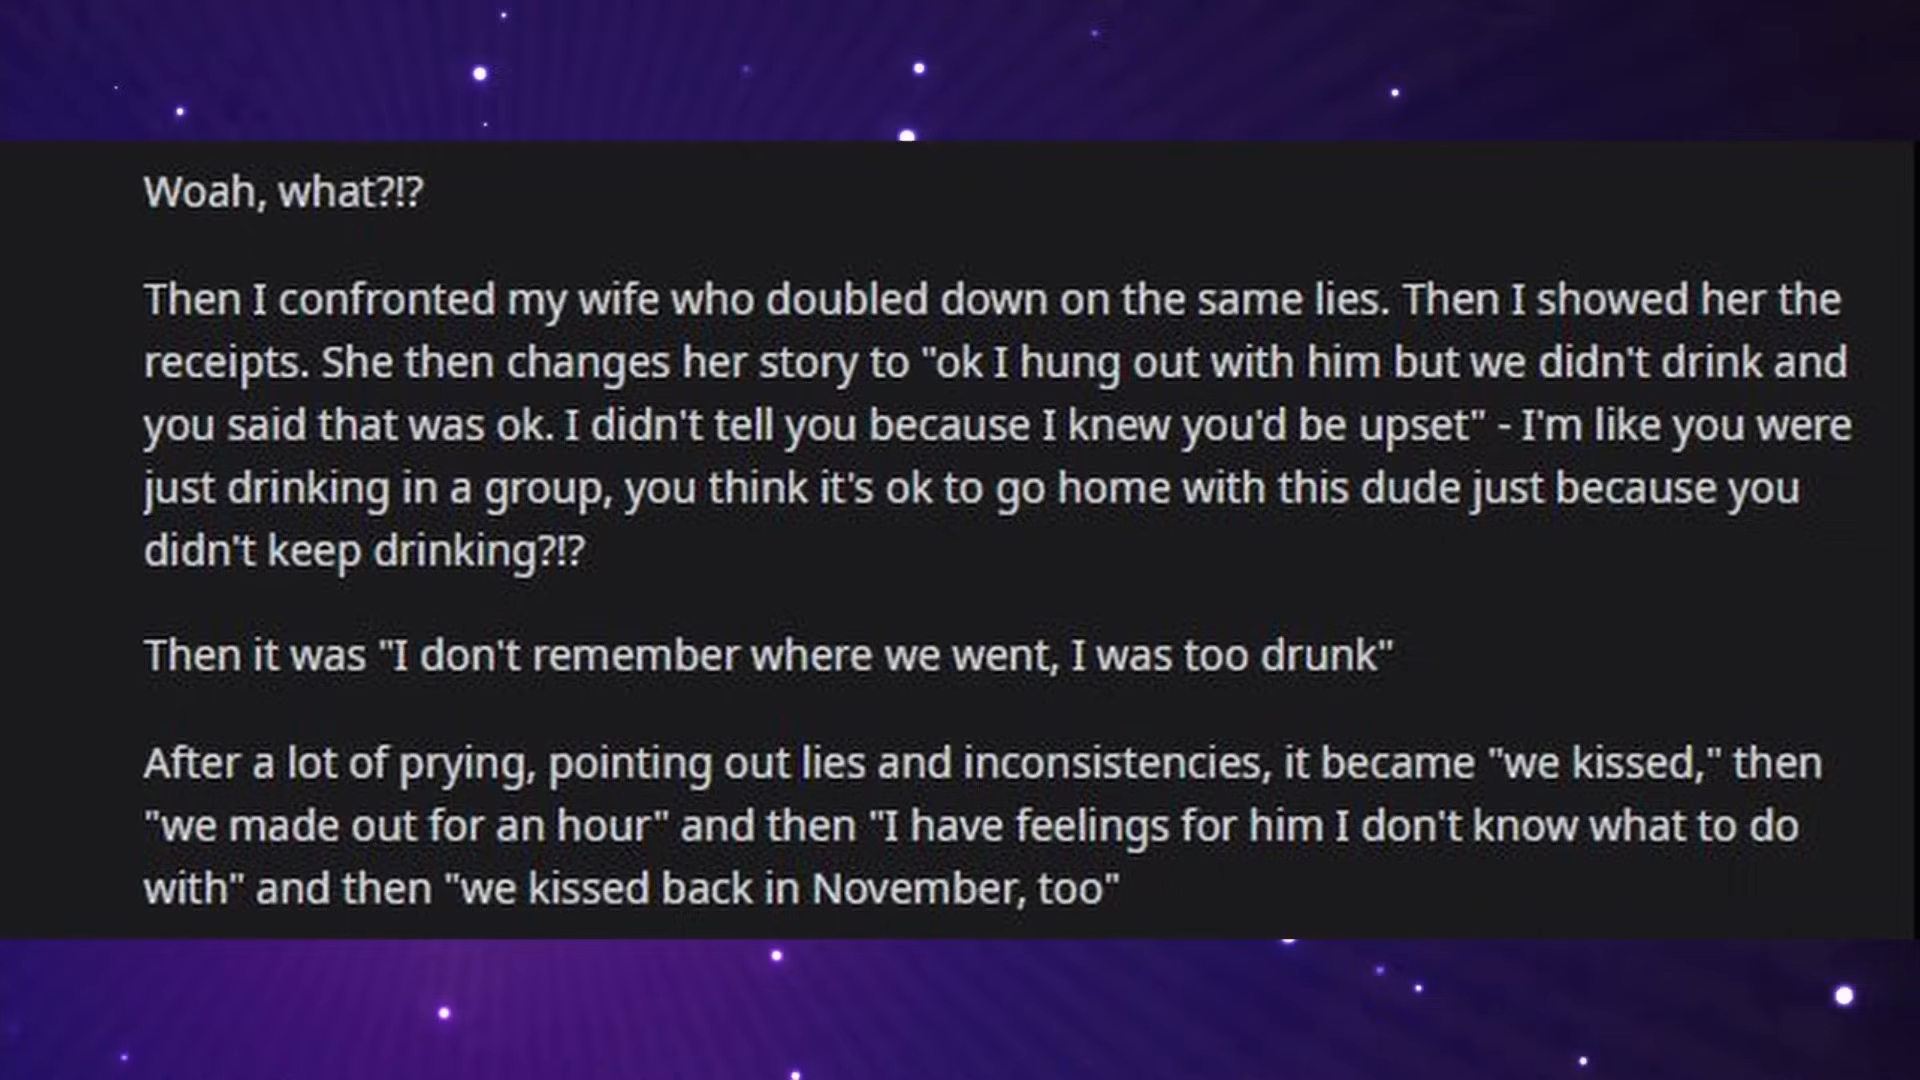 Woah, what?!?
Then I confronted my wife who doubled down on the same lies. Then I showed her the
receipts. She then changes her story to "ok I hung out with him but we didn't drink and
you said that was ok. I didn't tell you because I knew you'd be upset" - I'm like you were
just drinking in a group, you think it's ok to go home with this dude just because you
didn't keep drinking?!?
Then it was "I don't remember where we went, I was too drunk"
After a lot of prying, pointing out lies and inconsistencies, it became "we kissed," then
"we made out for an hour" and then "I have feelings for him I don't know what to do
with" and then "we kissed back in November, too"